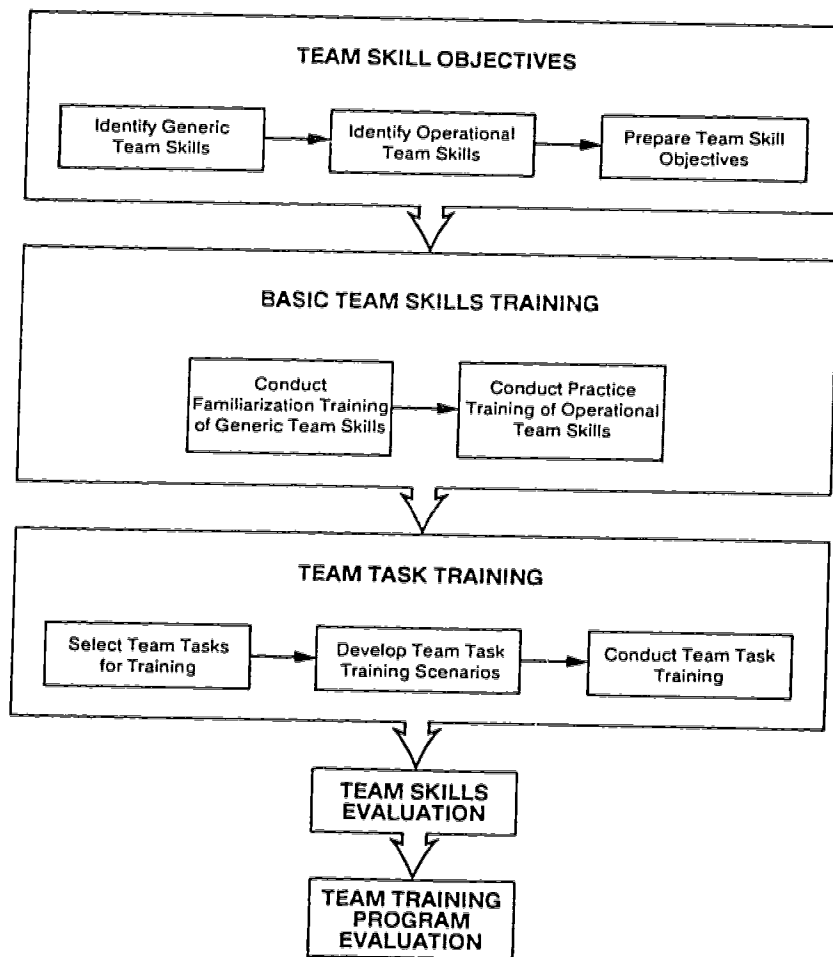 TEAM SKILL OBJECTIVES
Identify Generic
Team Skills
Identify Operational
Team Skills
Prepare Team Skill
Objectives
BASIC TEAM SKILLS TRAINING
Conduct
Familiarization Training
of Generic Team Skills
Conduct Practice
Training of Operational
Team Skills
TEAM TASK TRAINING
Select Team Tasks
for Training
Develop Team Task
Training Scenarios
Conduct Team Task
Training
TEAM SKILLS
EVALUATION
TEAM TRAINING
PROGRAM
EVALUATION